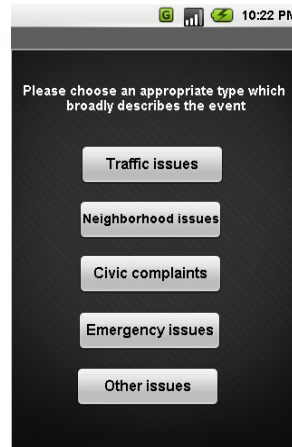 G 10:22 PM
Please choose an appropriate type which
broadly describes the event
Traffic issues
Neighborhood issues
Civic complaints
Emergency issues
Other issues